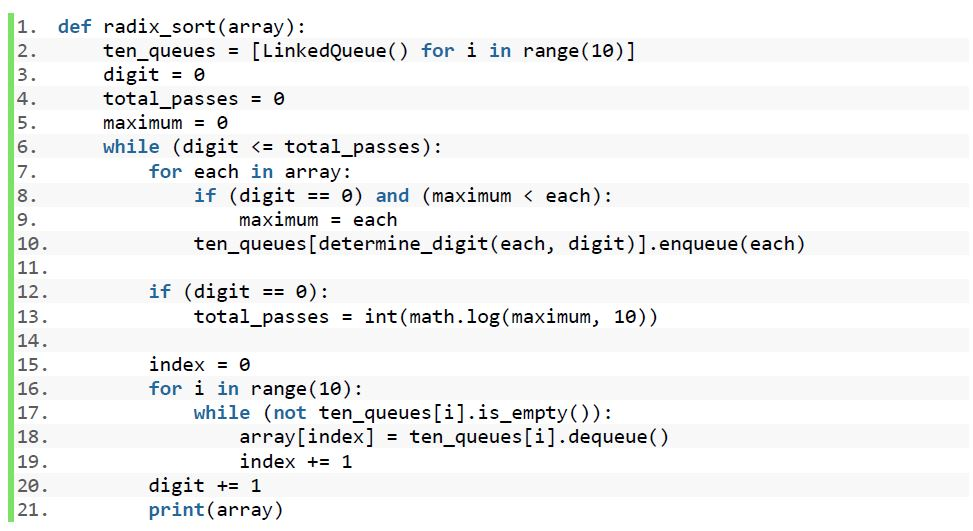 1. def radix_sort(array):
2.     ten_queues = [LinkedQueue() for i in range(10)]
3.     digit = 0
4.     total_passes = 0
5.     maximum = 0
6.     while (digit <= total_passes):
7.         for each in array:
8.             if (digit == 0) and (maximum < each):
9.                 maximum = each
10.             ten_queues[determine_digit(each, digit)].enqueue(each)
11.
12.         if (digit == 0):
13.             total_passes = int(math.log(maximum, 10))
14.
15.         index = 0
16.         for i in range(10):
17.             while (not ten_queues[i].is_empty()):
18.                 array[index] = ten_queues[i].dequeue()
19.                 index += 1
20.         digit += 1
21.         print(array)